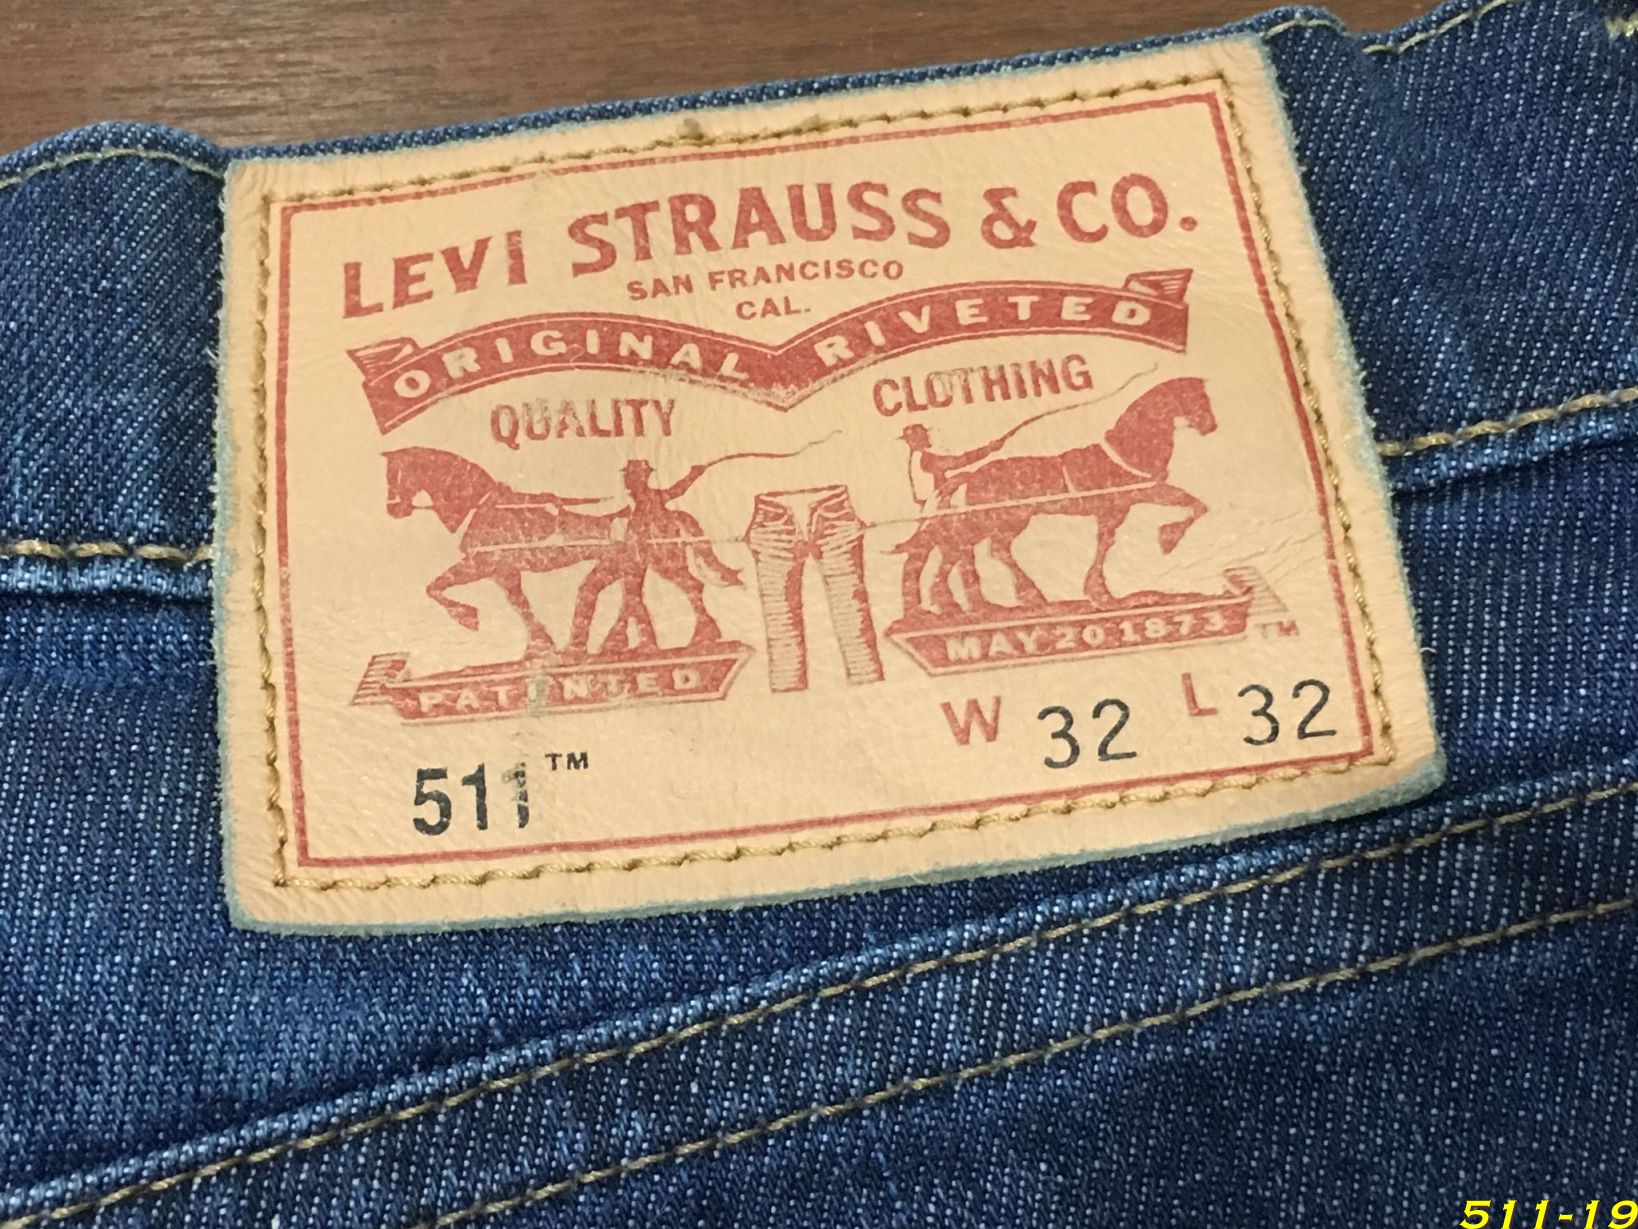 LEVI STRAUSS & CO.
SAN FRANCISCO
CAL.
ORIGINAL RIVETED
QUALITY CLOTHING
PATENTED MAY 20 1873 ™
W 32 L 32
511™
511-19